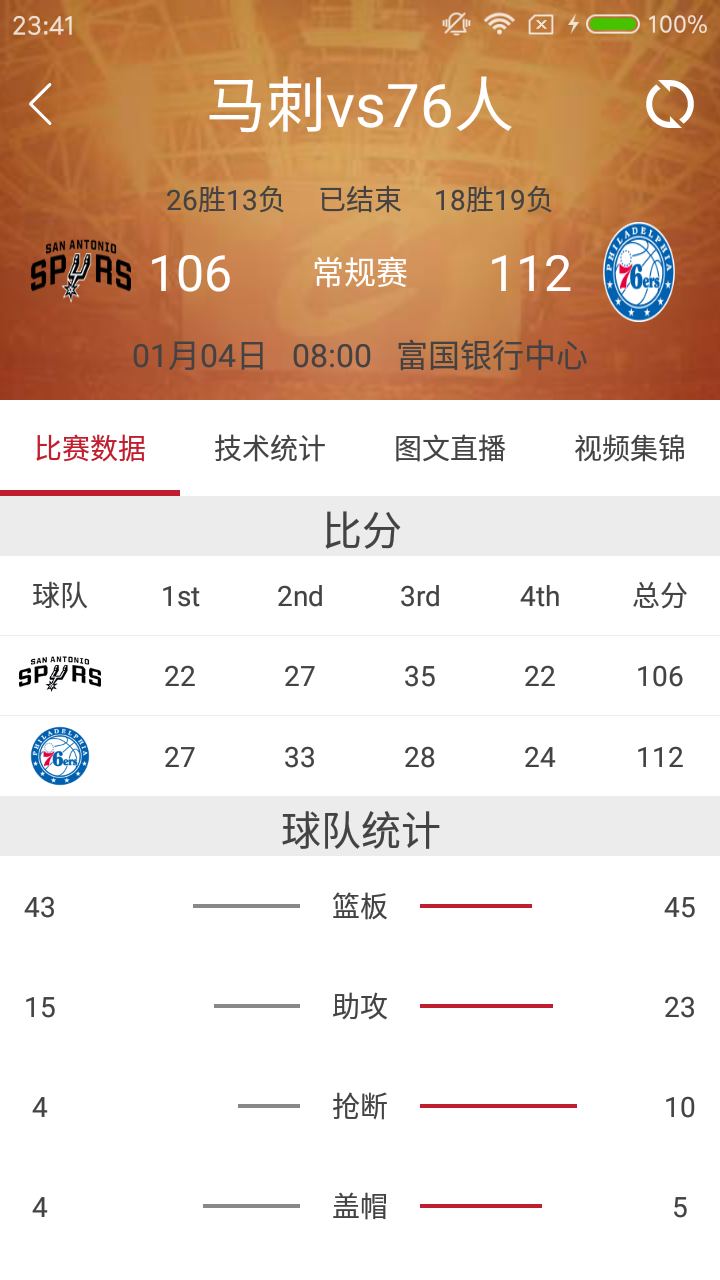 23:41 100%
马刺vs76人
26胜13负 已结束 18胜19负
SAN ANTONIO
SPURS
106 常规赛 112
PHILADELPHIA
76ers
01月04日 08:00 富国银行中心
比赛数据 技术统计 图文直播 视频集锦
比分
球队 1st 2nd 3rd 4th 总分
SAN ANTONIO
SPURS
22 27 35 22 106
PHILADELPHIA
76ers
27 33 28 24 112
球队统计
43 篮板 45
15 助攻 23
4 抢断 10
4 盖帽 5